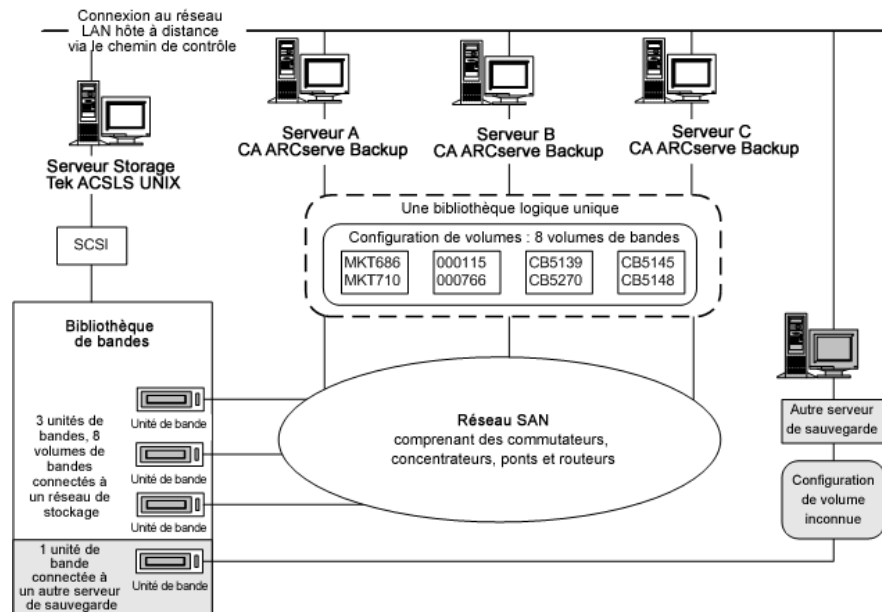 Connexion au réseau
LAN hôte à distance
via le chemin de contrôle
Serveur Storage
Tek ACSLS UNIX
Serveur A
CA ARCserve Backup
Serveur B
CA ARCserve Backup
Serveur C
CA ARCserve Backup
Une bibliothèque logique unique
Configuration de volumes : 8 volumes de bandes
MKT686
MKT710
000115
000766
CB5139
CB5270
CB5145
CB5148
SCSI
Bibliothèque
de bandes
3 unités de
bandes, 8
volumes de
bandes
connectés à
un réseau de
stockage
Unité de bande
Unité de bande
Unité de bande
1 unité de
bande
connectée à
un autre serveur
de sauvegarde
Unité de bande
Réseau SAN
comprenant des commutateurs,
concentrateurs, ponts et routeurs
Autre serveur
de sauvegarde
Configuration
de volume
inconnue